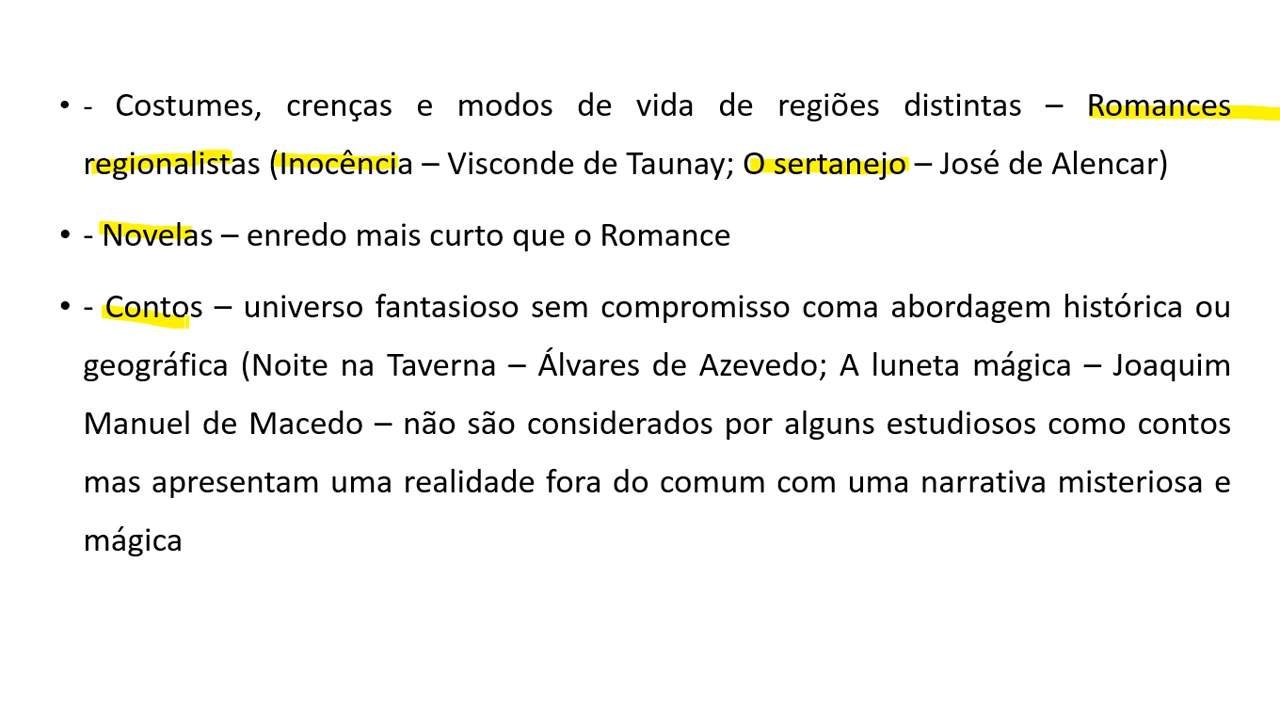 • - Costumes, crenças e modos de vida de regiões distintas – Romances
regionalistas (Inocência – Visconde de Taunay; O sertanejo – José de Alencar)
• - Novelas – enredo mais curto que o Romance
• - Contos – universo fantasioso sem compromisso coma abordagem histórica ou
geográfica (Noite na Taverna – Álvares de Azevedo; A luneta mágica – Joaquim
Manuel de Macedo – não são considerados por alguns estudiosos como contos
mas apresentam uma realidade fora do comum com uma narrativa misteriosa e
mágica